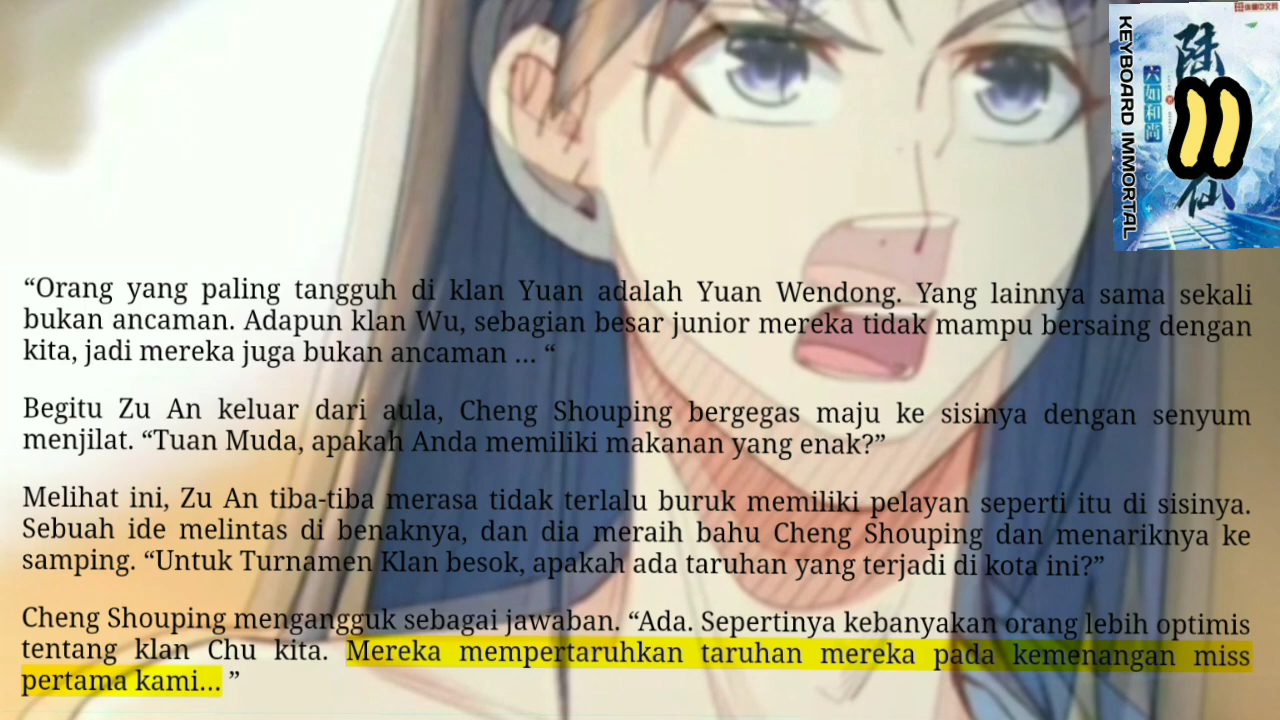 KEYBOARD IMMORTAL
六如和尚
仙
“Orang yang paling tangguh di klan Yuan adalah Yuan Wendong. Yang lainnya sama sekali
bukan ancaman. Adapun klan Wu, sebagian besar junior mereka tidak mampu bersaing dengan
kita, jadi mereka juga bukan ancaman ... “
Begitu Zu An keluar dari aula, Cheng Shouping bergegas maju ke sisinya dengan senyum
menjilat. “Tuan Muda, apakah Anda memiliki makanan yang enak?”
Melihat ini, Zu An tiba-tiba merasa tidak terlalu buruk memiliki pelayan seperti itu di sisinya.
Sebuah ide melintas di benaknya, dan dia meraih bahu Cheng Shouping dan menariknya ke
samping. “Untuk Turnamen Klan besok, apakah ada taruhan yang terjadi di kota ini?”
Cheng Shouping mengangguk sebagai jawaban. “Ada. Sepertinya kebanyakan orang lebih optimis
tentang klan Chu kita. Mereka mempertaruhkan taruhan mereka pada kemenangan miss
pertama kami... ”